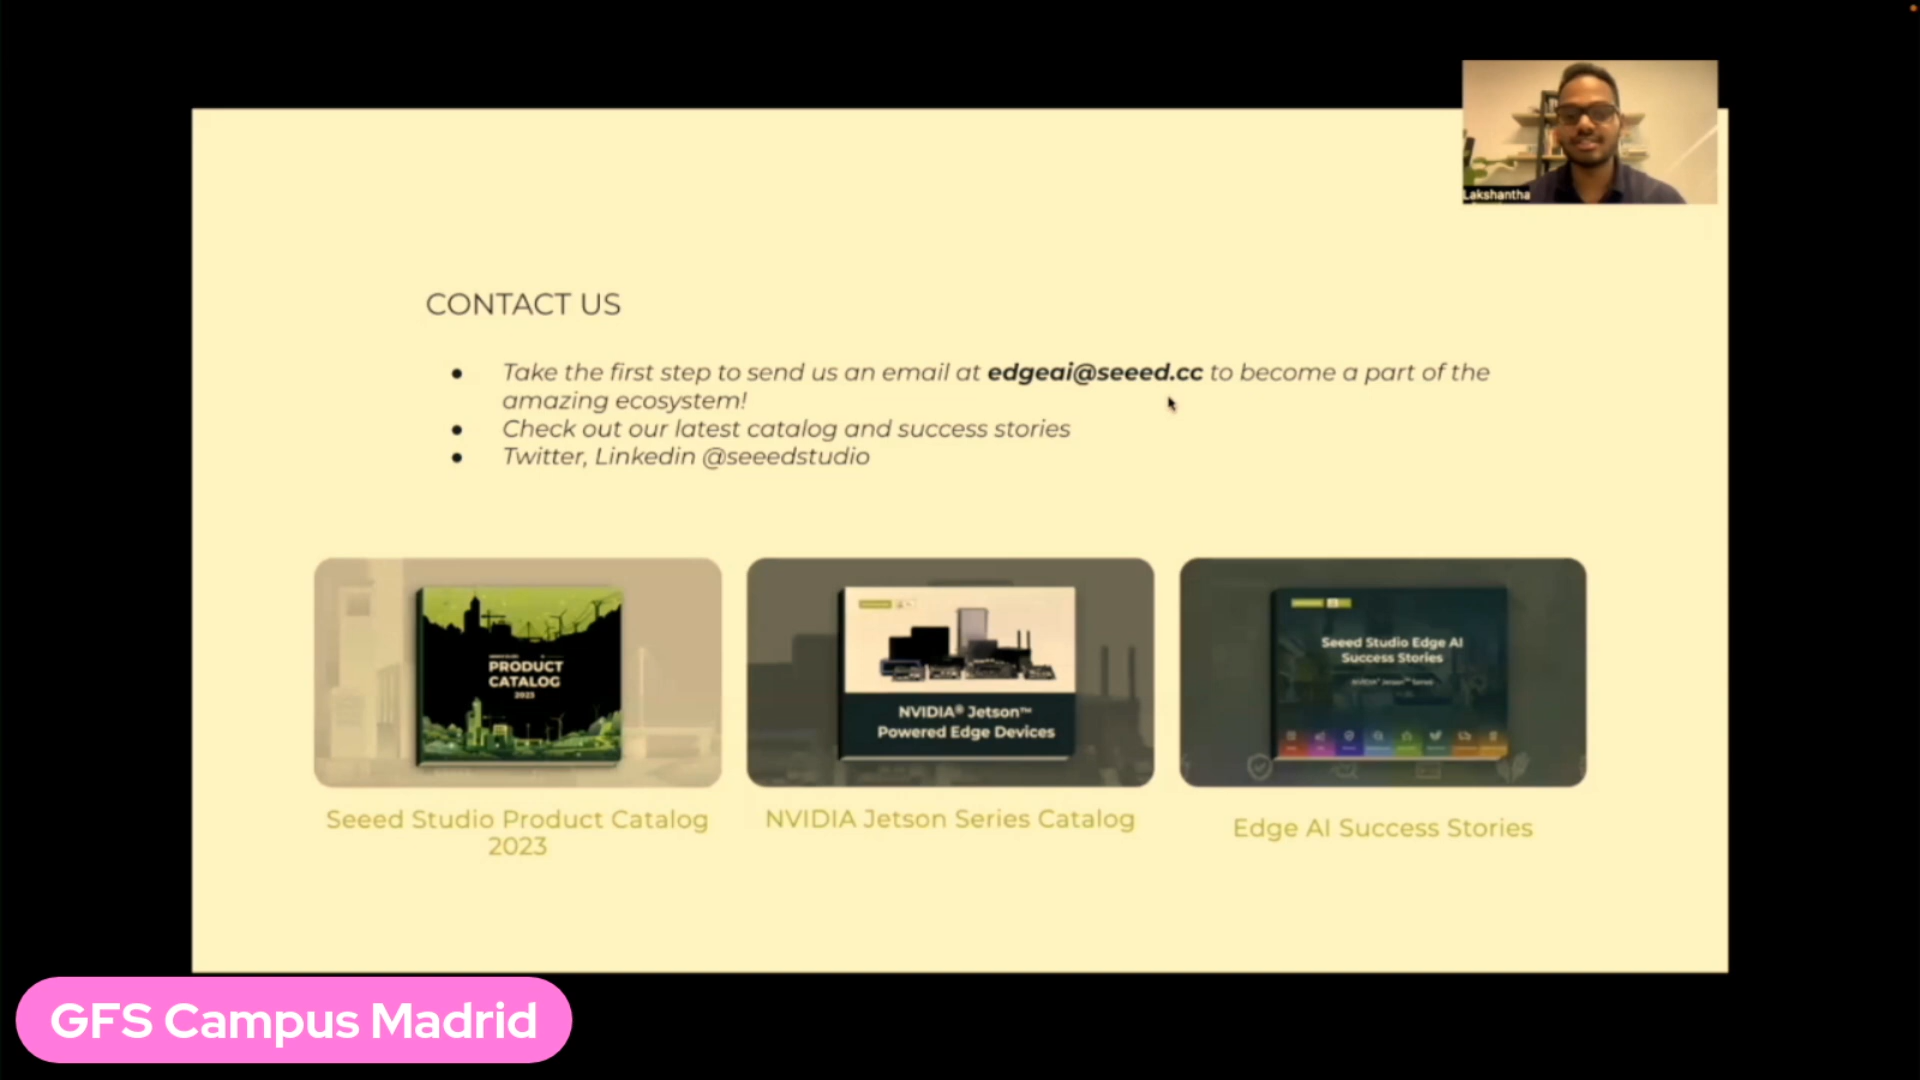 Lakshantha
CONTACT US
• Take the first step to send us an email at edgeai@seeed.cc to become a part of the
amazing ecosystem!
• Check out our latest catalog and success stories
• Twitter, Linkedin @seeedstudio
PRODUCT
CATALOG
2023
NVIDIA® Jetson™
Powered Edge Devices
Seeed Studio Edge AI
Success Stories
NVIDIA® Jetson™ Series
Seeed Studio Product Catalog
2023
NVIDIA Jetson Series Catalog
Edge AI Success Stories
GFS Campus Madrid